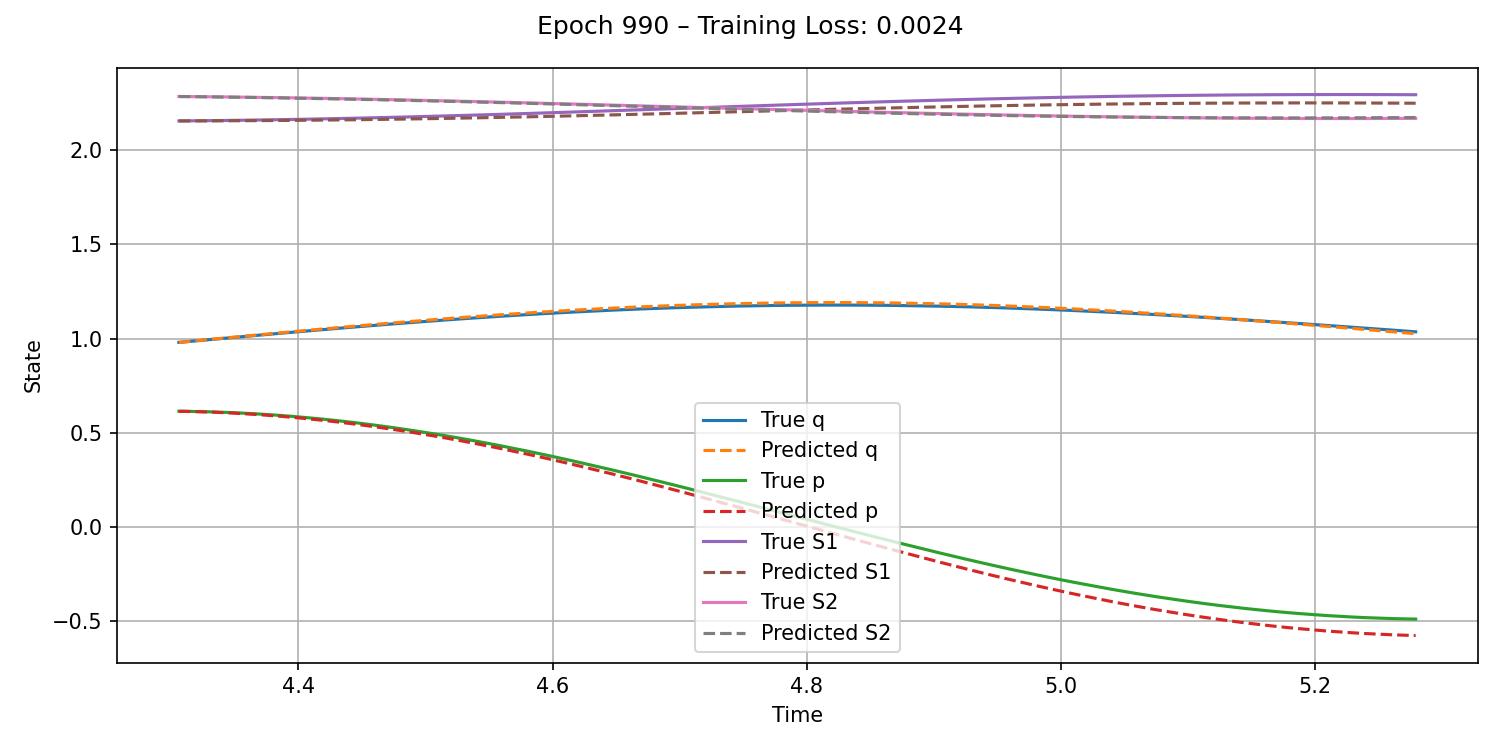 Epoch 990 – Training Loss: 0.0024
State
2.0
1.5
1.0
0.5
0.0
−0.5
True q
Predicted q
True p
Predicted p
True S1
Predicted S1
True S2
Predicted S2
4.4 4.6 4.8 5.0 5.2
Time